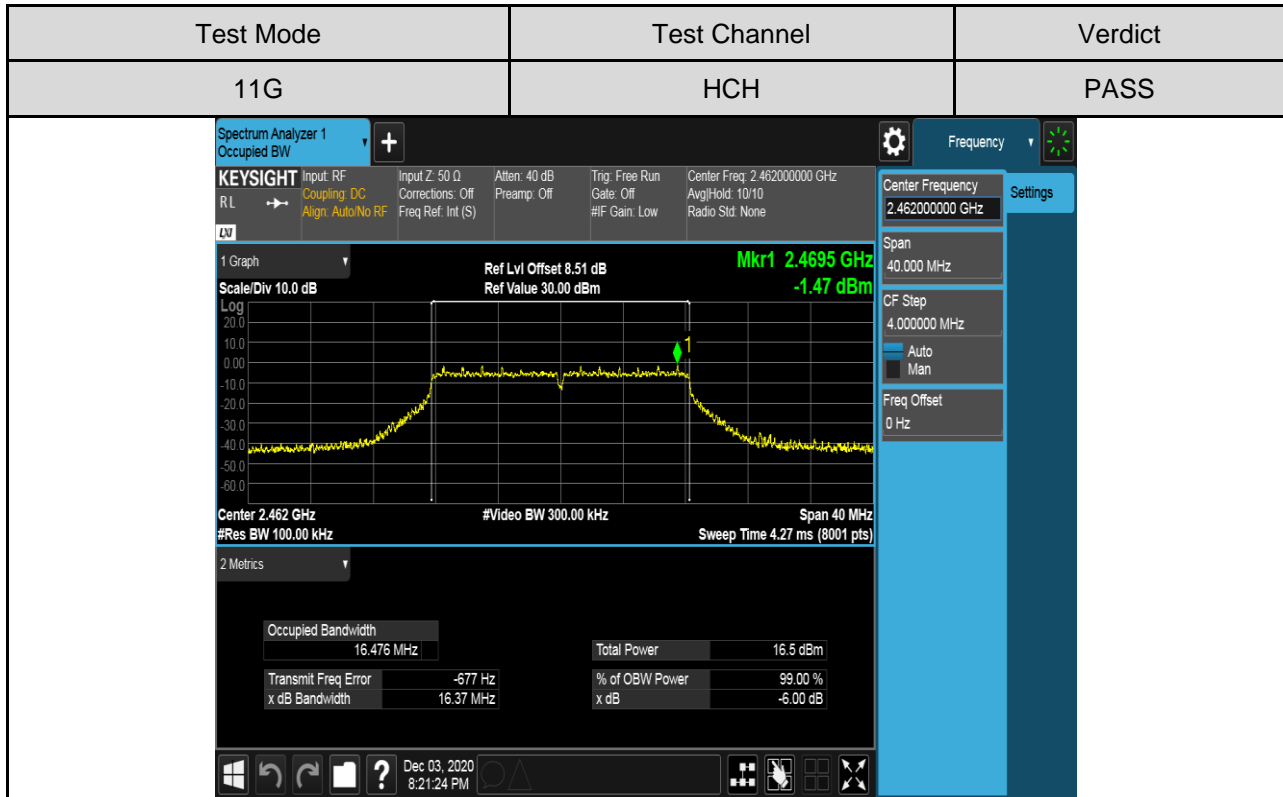 Test Mode Test Channel Verdict
11G HCH PASS
Spectrum Analyzer 1
Occupied BW
+
Frequency
KEYSIGHT Input: RF Input Z: 50 Ω Atten: 40 dB Trig: Free Run Center Freq: 2.462000000 GHz
RL Coupling: DC Corrections: Off Preamp: Off Gate: Off Avg|Hold: 10/10
Align: Auto/No RF Freq Ref: Int (S) #IF Gain: Low Radio Std: None
LXI
Center Frequency
2.462000000 GHz
Settings
Span
40.000 MHz
CF Step
4.000000 MHz
Auto
Man
Freq Offset
0 Hz
1 Graph
Ref Lvl Offset 8.51 dB
Mkr1 2.4695 GHz
Scale/Div 10.0 dB
Ref Value 30.00 dBm
-1.47 dBm
Log
20.0
10.0
0.00
-10.0
-20.0
-30.0
-40.0
-50.0
-60.0
1
Center 2.462 GHz #Video BW 300.00 kHz Span 40 MHz
#Res BW 100.00 kHz Sweep Time 4.27 ms (8001 pts)
2 Metrics
Occupied Bandwidth
16.476 MHz
Total Power 16.5 dBm
Transmit Freq Error -677 Hz % of OBW Power 99.00 %
x dB Bandwidth 16.37 MHz x dB -6.00 dB
?
Dec 03, 2020
8:21:24 PM